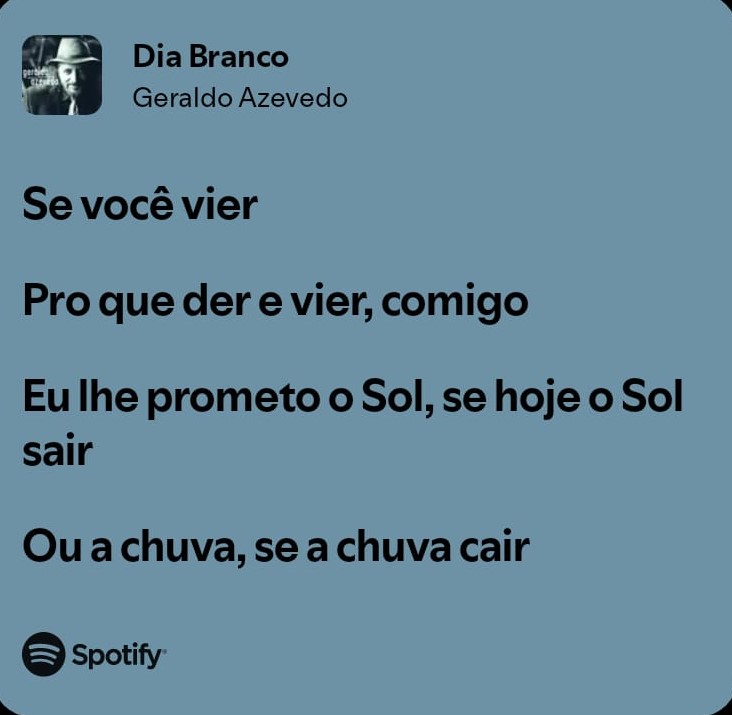 Dia Branco
Geraldo Azevedo
Se você vier
Pro que der e vier, comigo
Eu lhe prometo o Sol, se hoje o Sol
sair
Ou a chuva, se a chuva cair
Spotify